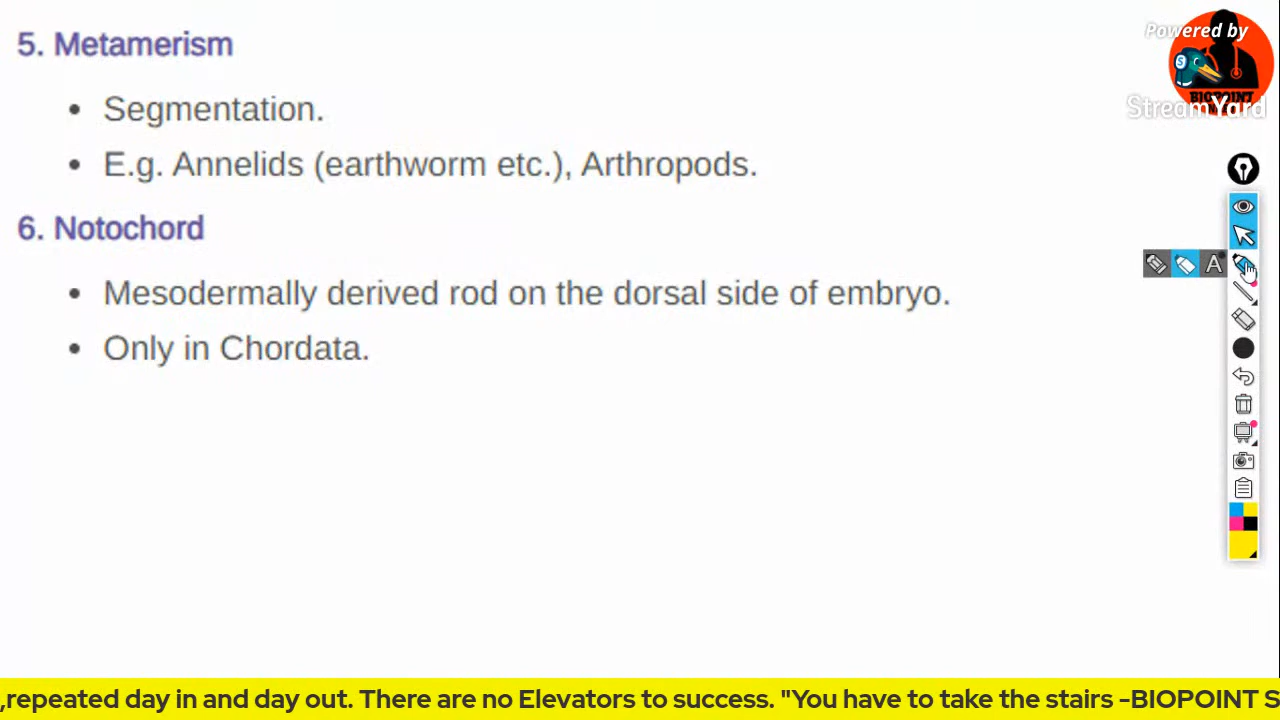 Powered by
BIOPOINT
StreamYard
5. Metamerism
• Segmentation.
• E.g. Annelids (earthworm etc.), Arthropods.
6. Notochord
• Mesodermally derived rod on the dorsal side of embryo.
• Only in Chordata.
A
,repeated day in and day out. There are no Elevators to success. "You have to take the stairs -BIOPOINT S